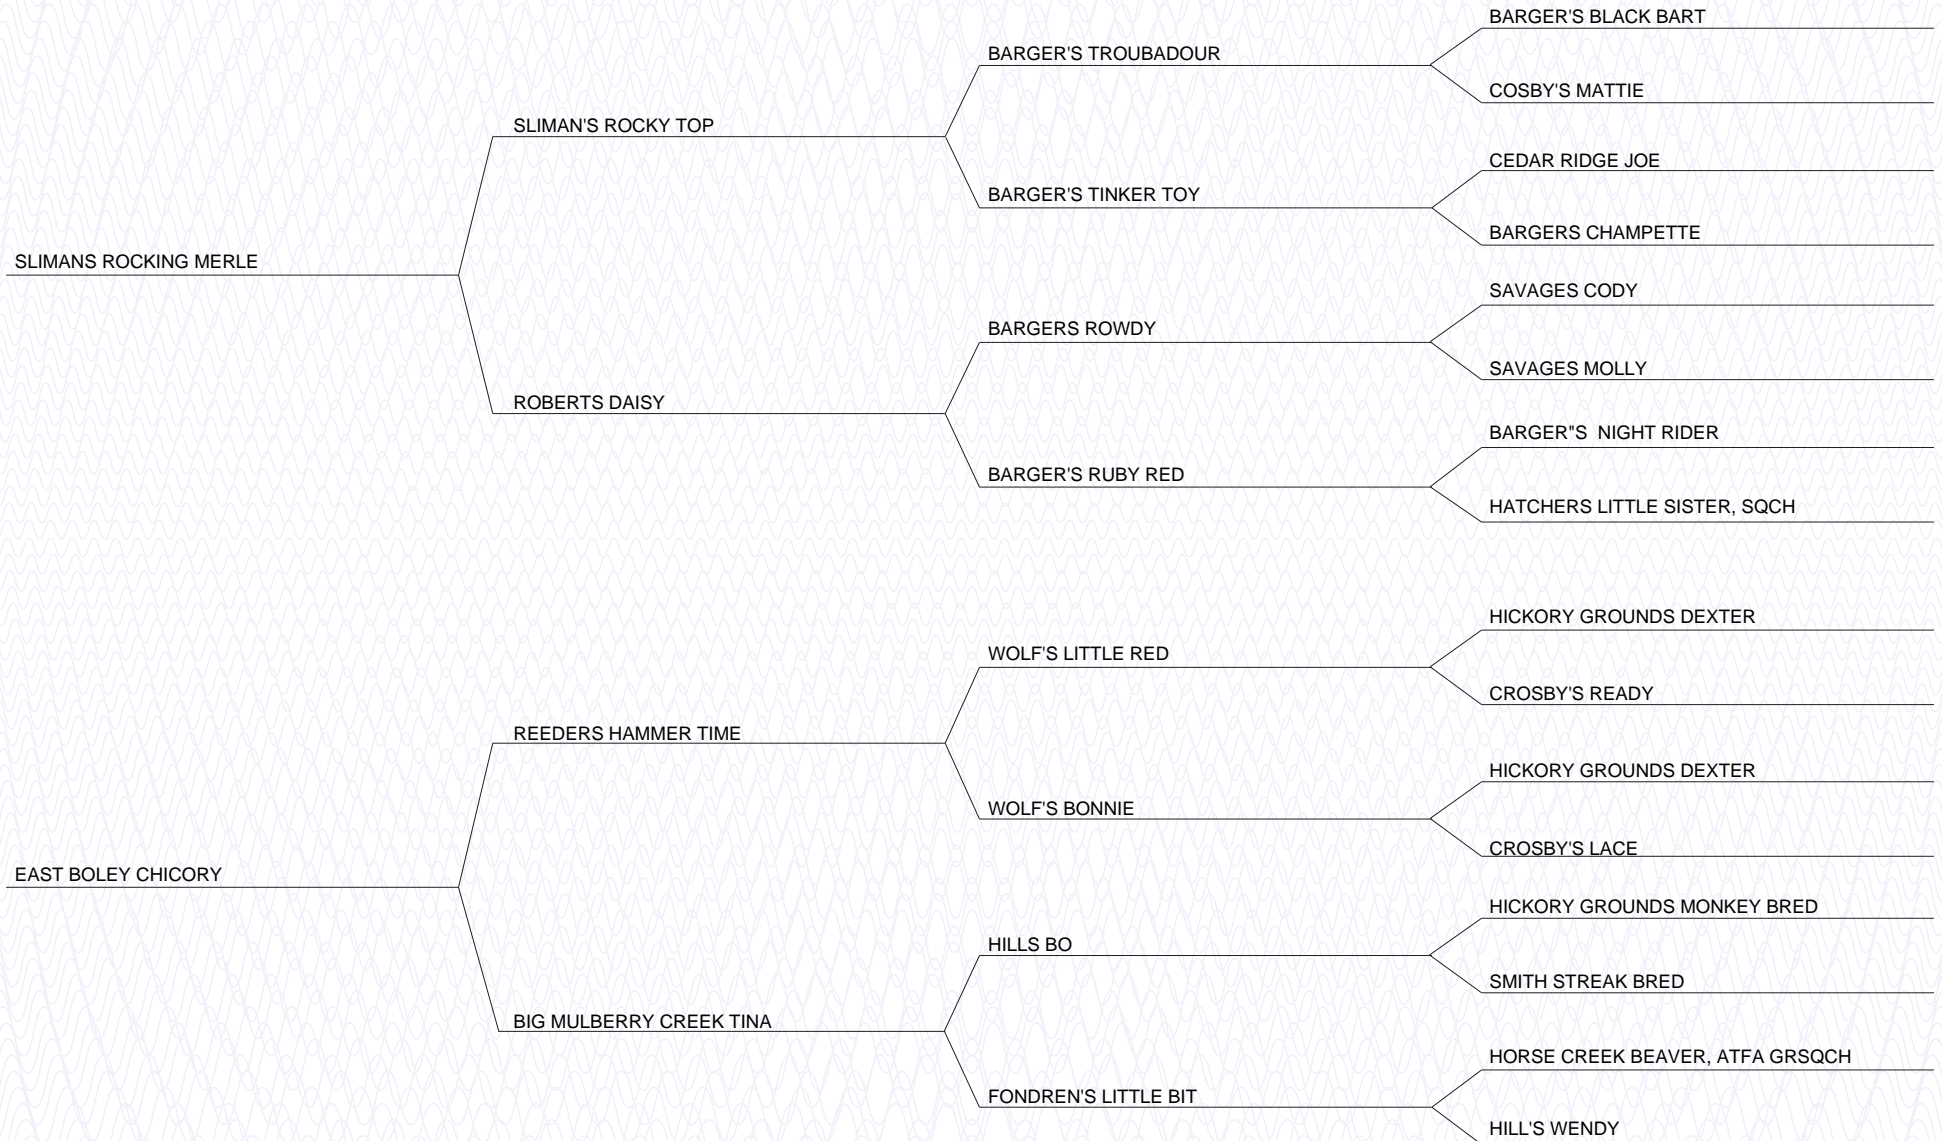 BARGER'S BLACK BART
BARGER'S TROUBADOUR
COSBY'S MATTIE
SLIMAN'S ROCKY TOP
CEDAR RIDGE JOE
BARGER'S TINKER TOY
BARGERS CHAMPETTE
SLIMANS ROCKING MERLE
SAVAGES CODY
BARGERS ROWDY
SAVAGES MOLLY
ROBERTS DAISY
BARGER"S  NIGHT RIDER
BARGER'S RUBY RED
HATCHERS LITTLE SISTER, SQCH
HICKORY GROUNDS DEXTER
WOLF'S LITTLE RED
CROSBY'S READY
REEDERS HAMMER TIME
HICKORY GROUNDS DEXTER
WOLF'S BONNIE
CROSBY'S LACE
EAST BOLEY CHICORY
HICKORY GROUNDS MONKEY BRED
HILLS BO
SMITH STREAK BRED
BIG MULBERRY CREEK TINA
HORSE CREEK BEAVER, ATFA GRSQCH
FONDREN'S LITTLE BIT
HILL'S WENDY